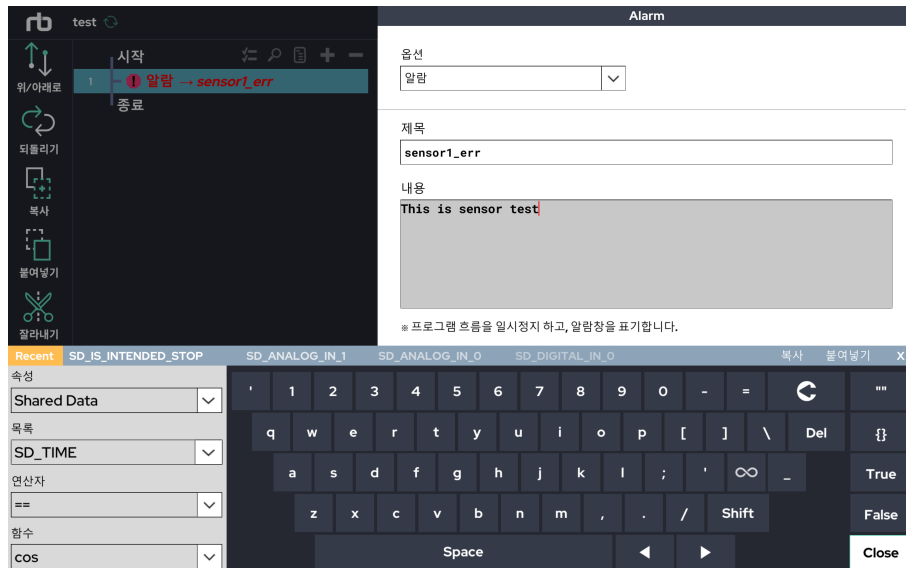 rb test
Alarm
위/아래로
되돌리기
복사
붙여넣기
잘라내기
시작
1 ! 알람 → sensor1_err
종료
옵션
알람
제목
sensor1_err
내용
This is sensor test
※ 프로그램 흐름을 일시정지 하고, 알람창을 표기합니다.
Recent SD_IS_INTENDED_STOP SD_ANALOG_IN_1 SD_ANALOG_IN_0 SD_DIGITAL_IN_0 복사 붙여넣기 X
속성
Shared Data
목록
SD_TIME
연산자
==
함수
cos
' 1 2 3 4 5 6 7 8 9 0 - = ""
q w e r t y u i o p [ ] \ Del {}
a s d f g h j k l ; ' ∞ _ True
z x c v b n m , . / Shift False
Space ◀ ▶ Close